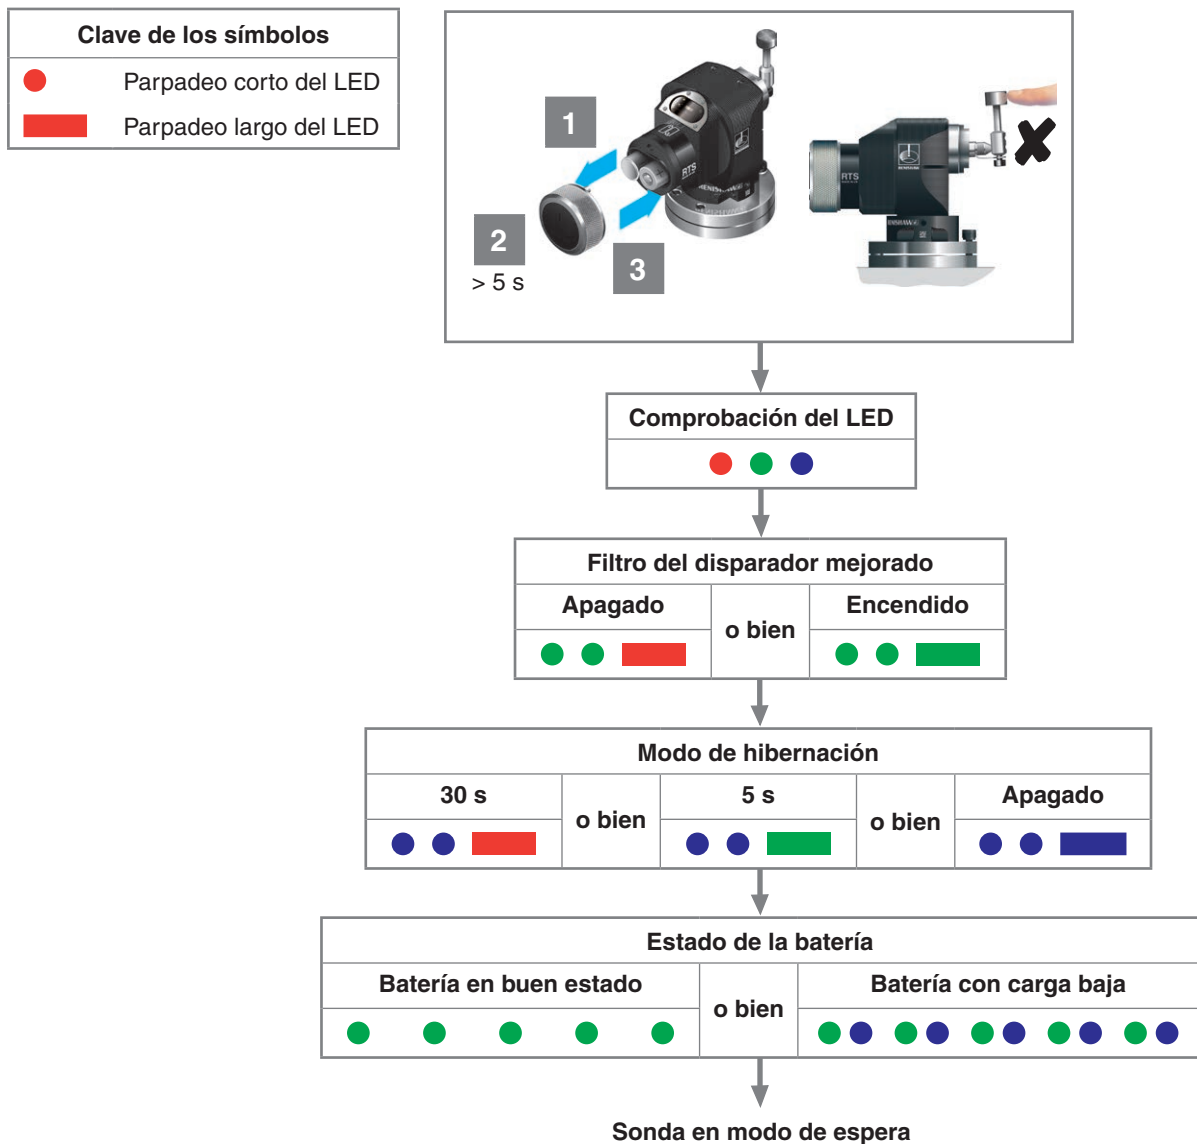 Clave de los símbolos
Parpadeo corto del LED
Parpadeo largo del LED
1
2
> 5 s
3
RTS
RENISHAW
RTS
RENISHAW
Comprobación del LED
Filtro del disparador mejorado
Apagado
o bien
Encendido
Modo de hibernación
30 s
o bien
5 s
o bien
Apagado
Estado de la batería
Batería en buen estado
o bien
Batería con carga baja
Sonda en modo de espera